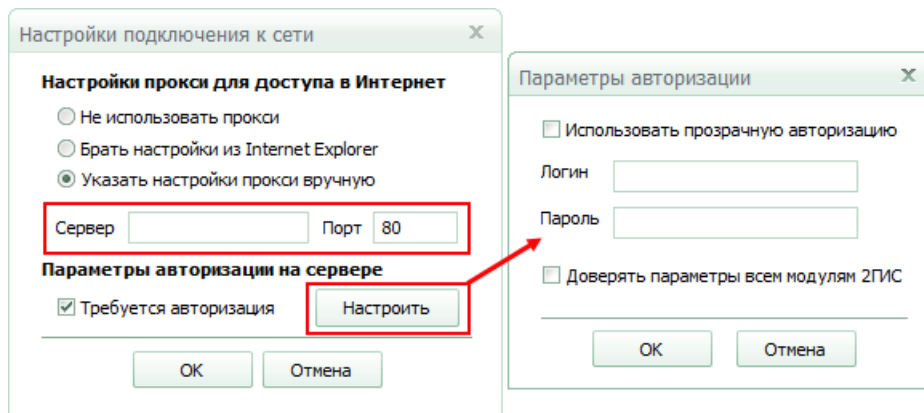 Настройки подключения к сети
Настройки прокси для доступа в Интернет
Не использовать прокси
Брать настройки из Internet Explorer
Указать настройки прокси вручную
Сервер Порт 80
Параметры авторизации на сервере
Требуется авторизация Настроить
ОК Отмена
Параметры авторизации
Использовать прозрачную авторизацию
Логин
Пароль
Доверять параметры всем модулям 2ГИС
ОК Отмена